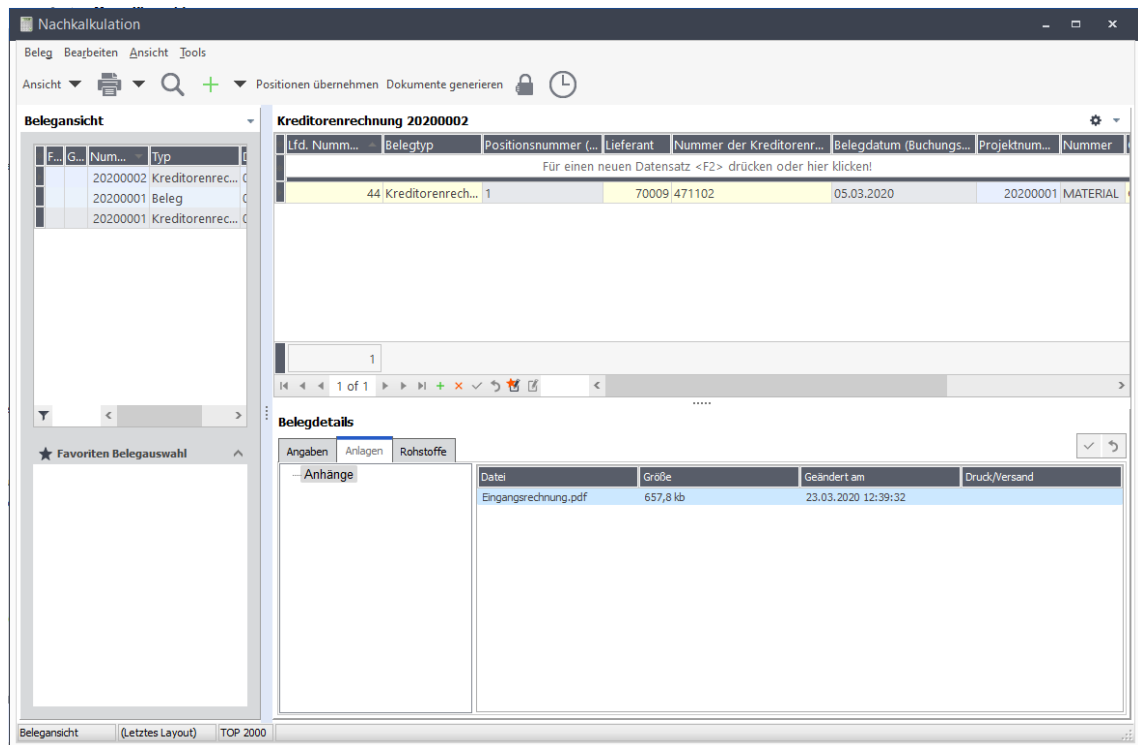 Nachkalkulation
Beleg Bearbeiten Ansicht Tools
Ansicht Positionen übernehmen Dokumente generieren
Belegansicht
F... G... Num... Typ
20200002 Kreditorenrec...
20200001 Beleg
20200001 Kreditorenrec...
Favoriten Belegauswahl
Kreditorenrechnung 20200002
Lfd. Numm... Belegtyp Positionsnummer (... Lieferant Nummer der Kreditorenr... Belegdatum (Buchungs... Projektnum... Nummer
Für einen neuen Datensatz <F2> drücken oder hier klicken!
44 Kreditorenrech... 1 70009 471102 05.03.2020 20200001 MATERIAL
1
1 of 1
Belegdetails
Angaben Anlagen Rohstoffe
Anhänge
Datei Größe Geändert am Druck/Versand
Eingangsrechnung.pdf 657,8 kb 23.03.2020 12:39:32
Belegansicht (Letztes Layout) TOP 2000